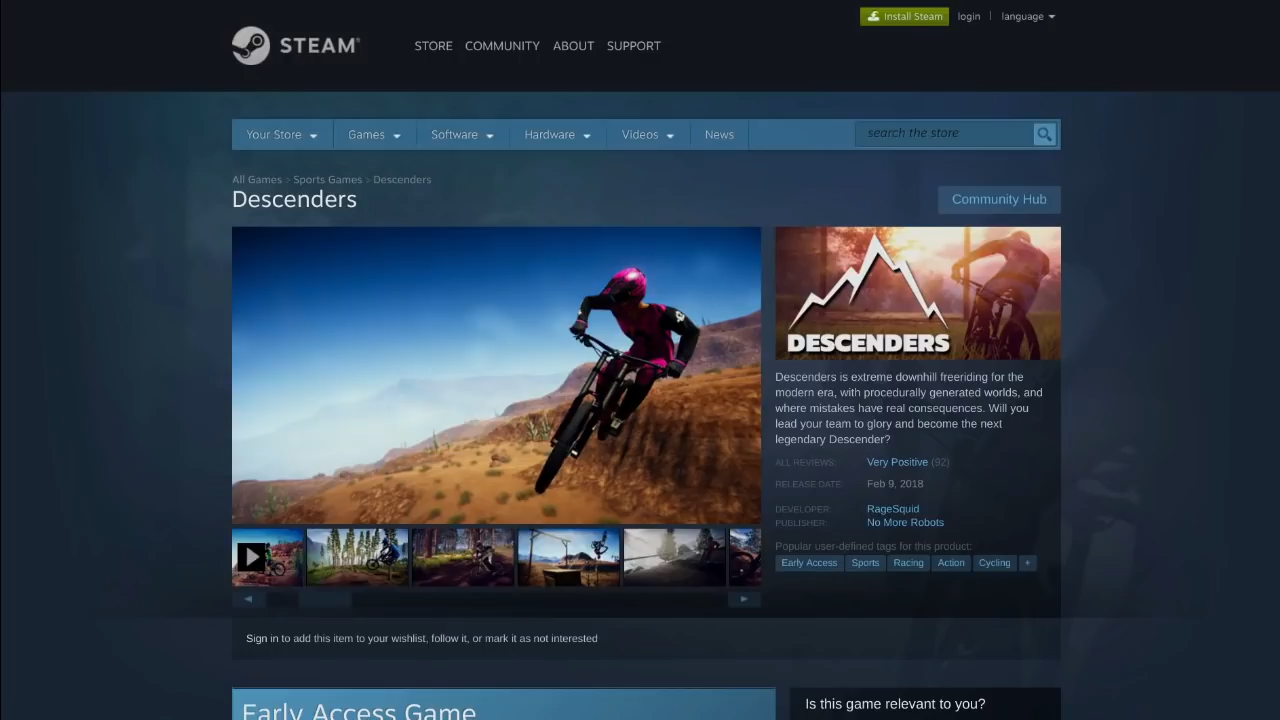 Install Steam login | language
STEAM®
STORE COMMUNITY ABOUT SUPPORT
Your Store Games Software Hardware Videos News search the store
All Games > Sports Games > Descenders
Descenders
Community Hub
DESCENDERS
Descenders is extreme downhill freeriding for the
modern era, with procedurally generated worlds, and
where mistakes have real consequences. Will you
lead your team to glory and become the next
legendary Descender?
ALL REVIEWS: Very Positive (92)
RELEASE DATE: Feb 9, 2018
DEVELOPER: RageSquid
PUBLISHER: No More Robots
Popular user-defined tags for this product:
Early Access Sports Racing Action Cycling +
Sign in to add this item to your wishlist, follow it, or mark it as not interested
Early Access Game
Is this game relevant to you?